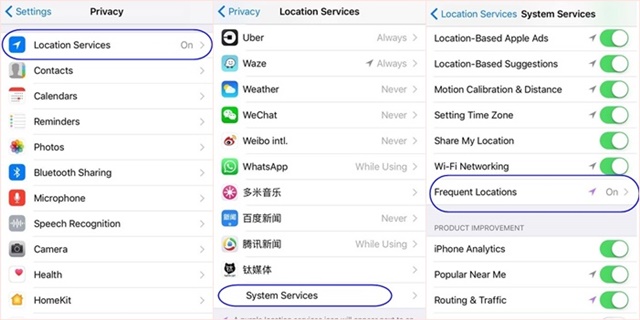 Settings
Privacy
Location Services
On
Contacts
Calendars
Reminders
Photos
Bluetooth Sharing
Microphone
Speech Recognition
Camera
Health
HomeKit
Privacy
Location Services
Uber
Always
Waze
Always
Weather
Never
WeChat
Never
Weibo intl.
Never
WhatsApp
While Using
多米音乐
百度新闻
Never
腾讯新闻
While Using
钛媒体
System Services
Location Services
System Services
Location-Based Apple Ads
Location-Based Suggestions
Motion Calibration & Distance
Setting Time Zone
Share My Location
Wi-Fi Networking
Frequent Locations
On
PRODUCT IMPROVEMENT
iPhone Analytics
Popular Near Me
Routing & Traffic